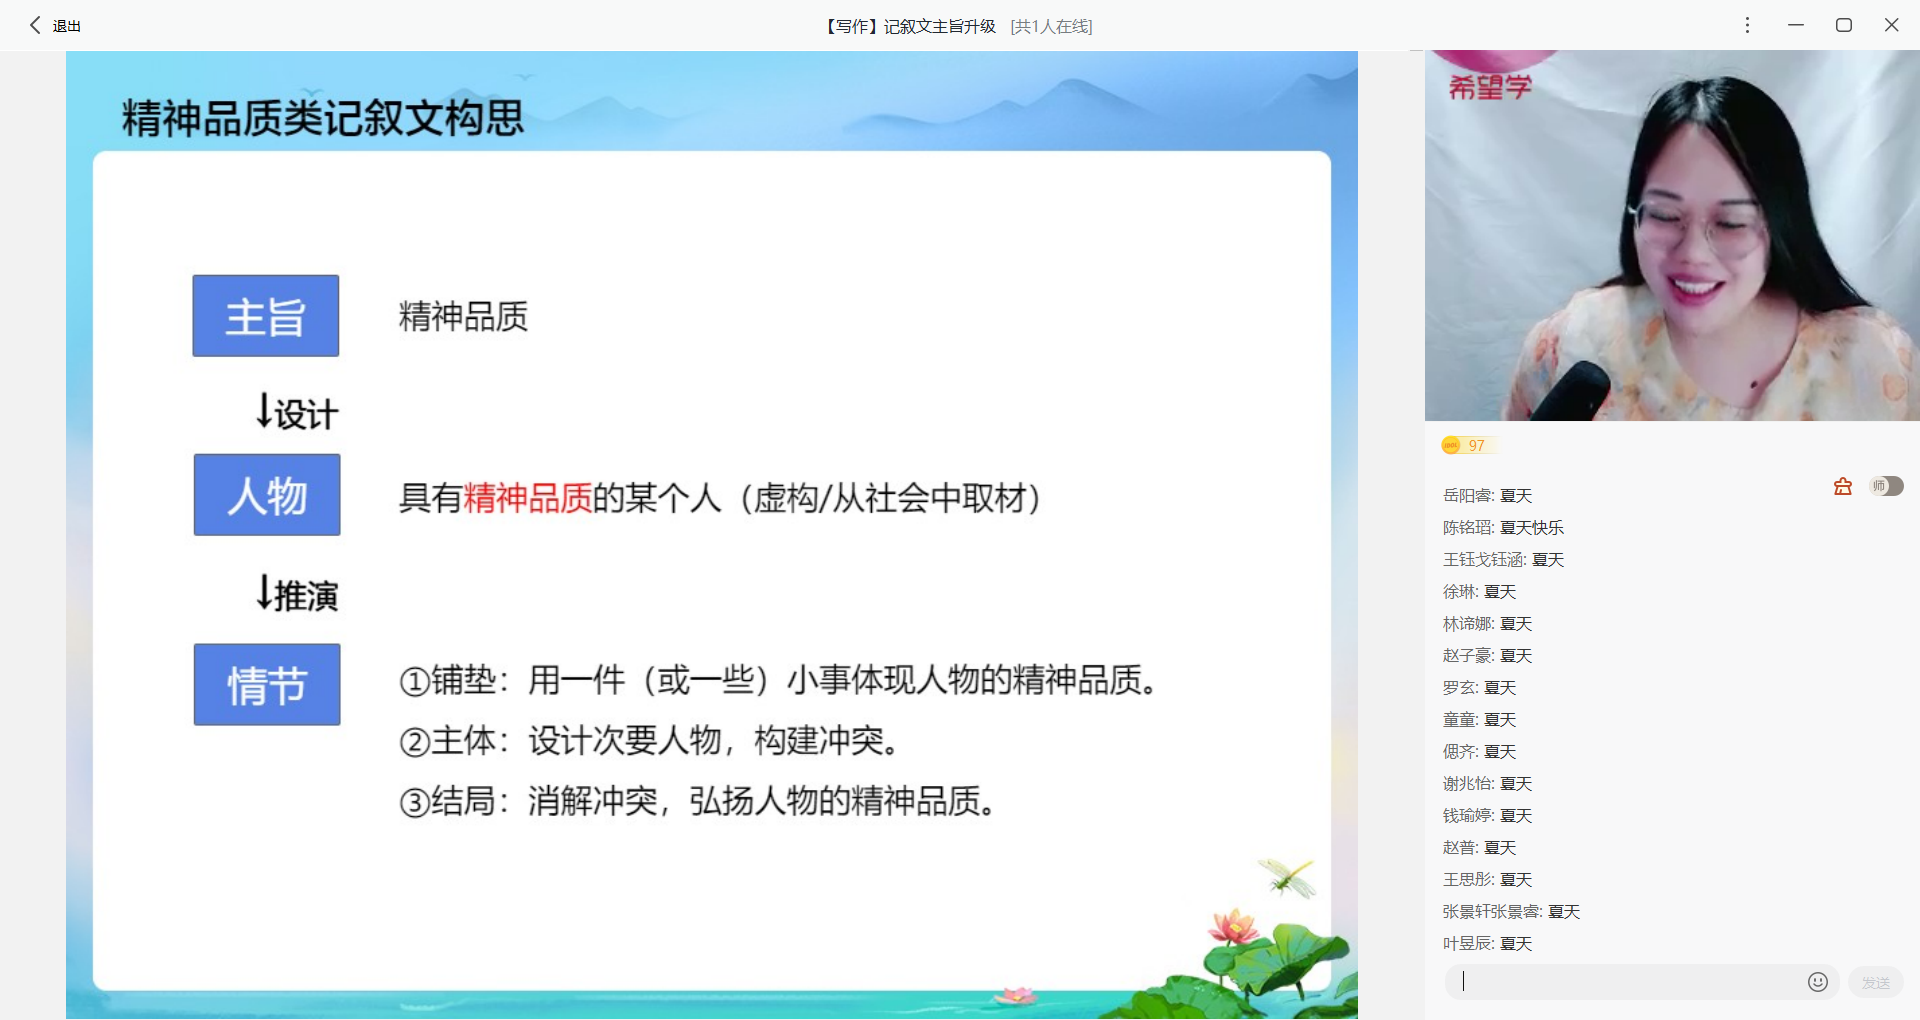 退出
【写作】记叙文主旨升级 [共1人在线]
精神品质类记叙文构思
主旨
精神品质
↓设计
人物
具有精神品质的某个人（虚构/从社会中取材）
↓推演
情节
①铺垫：用一件（或一些）小事体现人物的精神品质。
②主体：设计次要人物，构建冲突。
③结局：消解冲突，弘扬人物的精神品质。
希望学
97
师
岳阳睿: 夏天
陈铭瑫: 夏天快乐
王钰戈钰涵: 夏天
徐琳: 夏天
林谛娜: 夏天
赵子豪: 夏天
罗玄: 夏天
童童: 夏天
偲齐: 夏天
谢兆怡: 夏天
钱瑜婷: 夏天
赵普: 夏天
王思彤: 夏天
张景轩张景睿: 夏天
叶昱辰: 夏天
发送